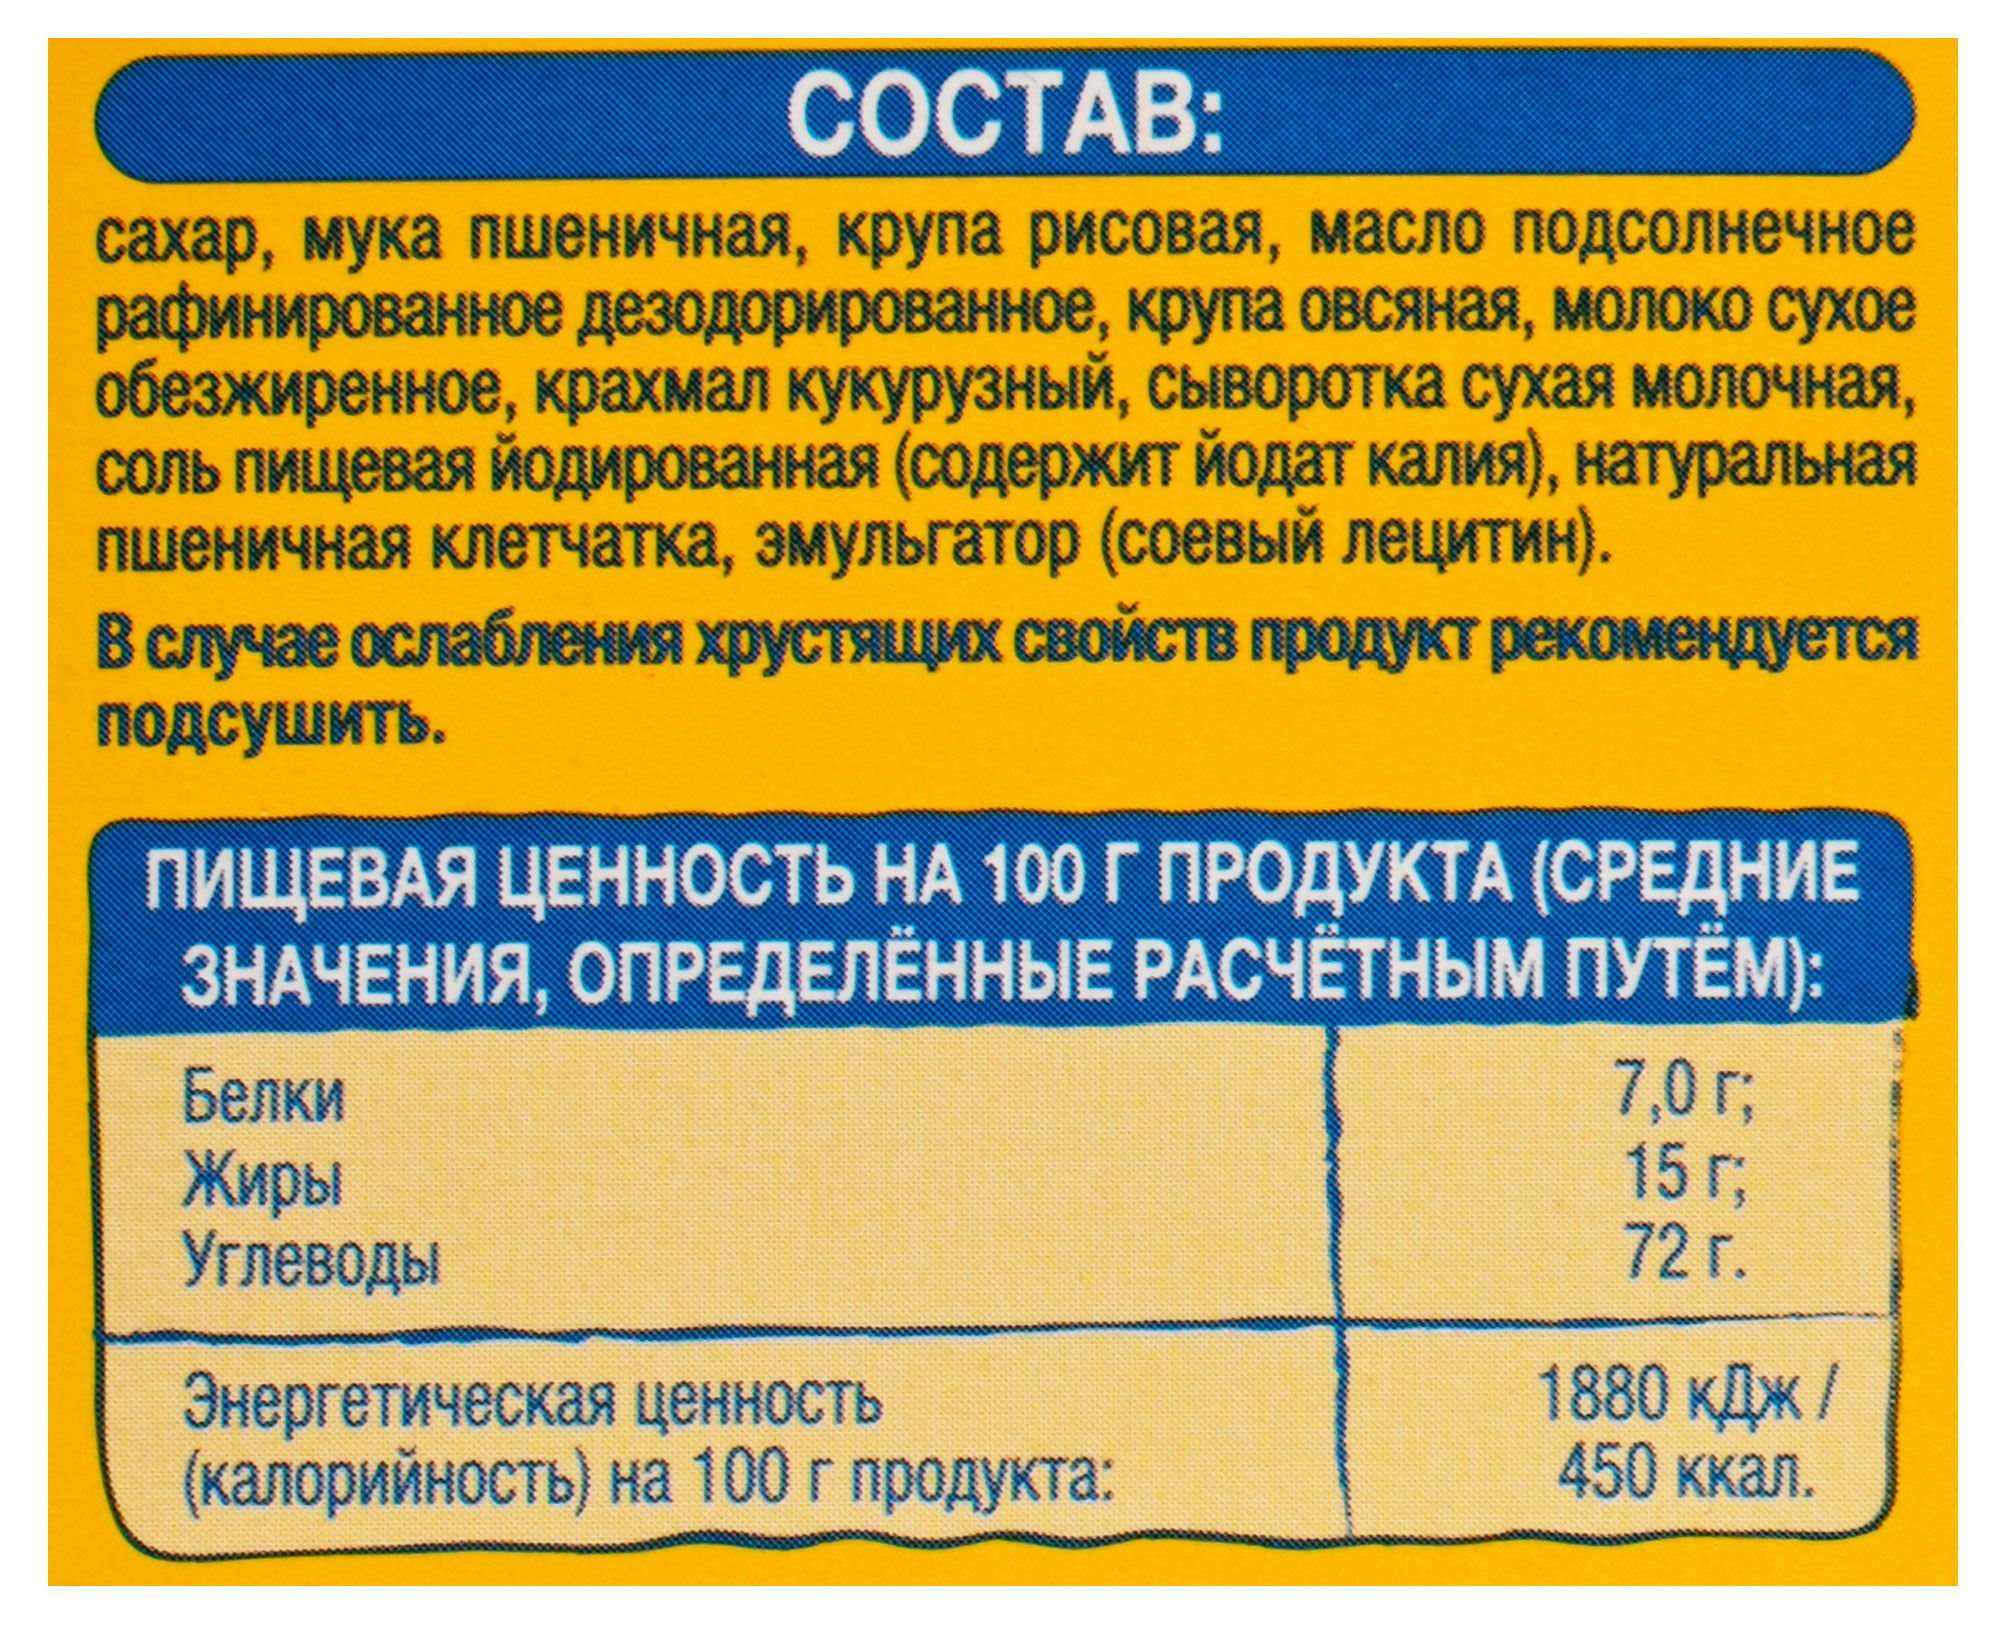 СОСТАВ:
сахар, мука пшеничная, крупа рисовая, масло подсолнечное
рафинированное дезодорированное, крупа овсяная, молоко сухое
обезжиренное, крахмал кукурузный, сыворотка сухая молочная,
соль пищевая йодированная (содержит йодат калия), натуральная
пшеничная клетчатка, эмульгатор (соевый лецитин).
В случае ослабления хрустящих свойств продукт рекомендуется
подсушить.
ПИЩЕВАЯ ЦЕННОСТЬ НА 100 Г ПРОДУКТА (СРЕДНИЕ
ЗНАЧЕНИЯ, ОПРЕДЕЛЁННЫЕ РАСЧЁТНЫМ ПУТЁМ):
Белки 7,0 г;
Жиры 15 г;
Углеводы 72 г.
Энергетическая ценность 1880 кДж /
(калорийность) на 100 г продукта: 450 ккал.